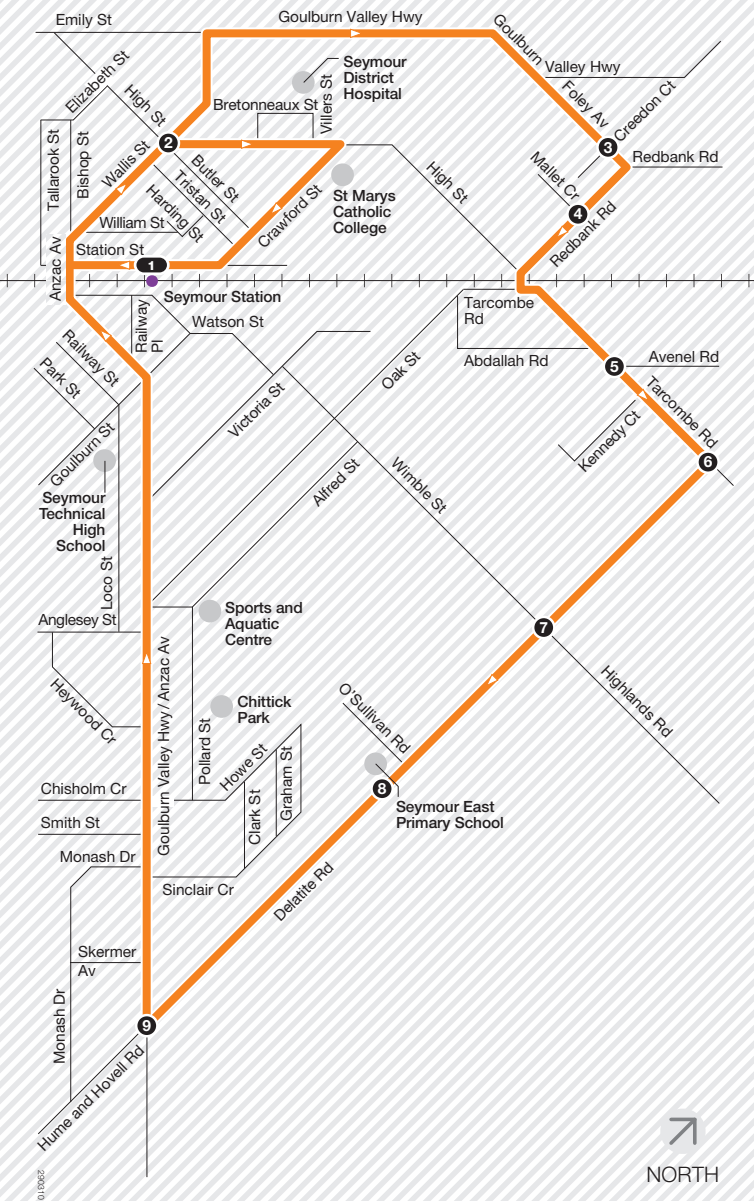 Emily St
Goulburn Valley Hwy
Goulburn
Valley Hwy
Elizabeth St
High St
Seymour
District
Hospital
Villers St
Bretonneaux St
Foley Av
Creedon Ct
2
3
Redbank Rd
Tallarook St
Bishop St
Wallis St
Butler St
Tristan St
Harding St
William St
Crawford St
St Marys
Catholic
College
High St
Mallet Cr
4
Redbank Rd
Station St
Anzac Av
1
Seymour Station
Railway
Pl
Watson St
Tarcombe
Rd
Abdallah Rd
5
Avenel Rd
Tarcombe Rd
Railway St
Park St
Goulburn St
Victoria St
Oak St
Kennedy Ct
6
Alfred St
Wimble St
Seymour
Technical
High
School
Loco St
Anglesey St
Sports and
Aquatic
Centre
7
Highlands Rd
Heywood Cr
Goulburn Valley Hwy / Anzac Av
Pollard St
Chittick
Park
O'Sullivan Rd
Howe St
Chisholm Cr
Clark St
Graham St
8
Seymour East
Primary School
Smith St
Monash Dr
Sinclair Cr
Delatite Rd
Skermer
Av
Monash Dr
9
Hume and Hovell Rd
290310
NORTH